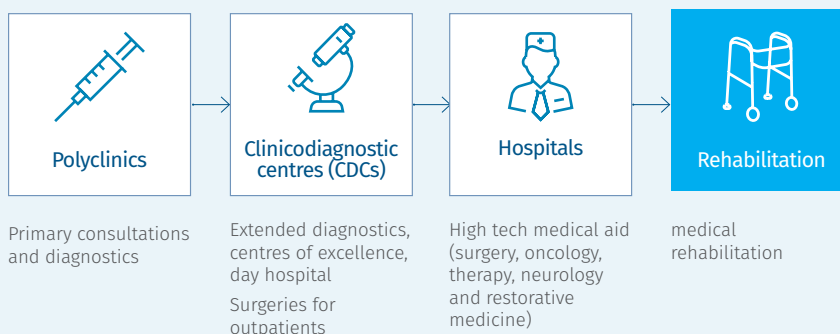 Polyclinics
Primary consultations
and diagnostics
Clinicodiagnostic
centres (CDCs)
Extended diagnostics,
centres of excellence,
day hospital
Surgeries for
outpatients
Hospitals
High tech medical aid
(surgery, oncology,
therapy, neurology
and restorative
medicine)
Rehabilitation
medical
rehabilitation